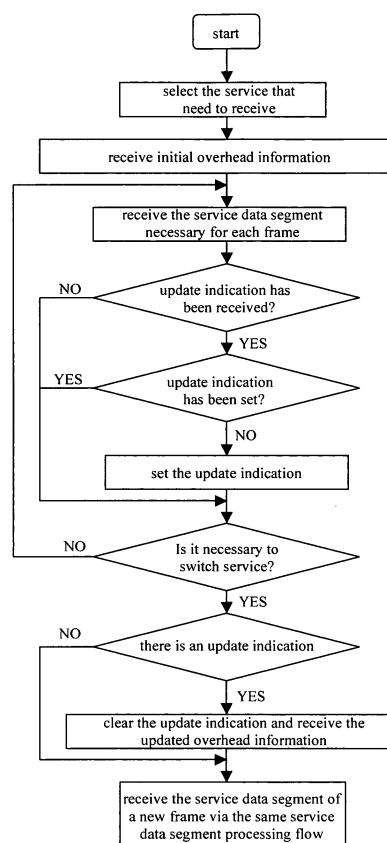 start
select the service that
need to receive
receive initial overhead information
receive the service data segment
necessary for each frame
NO
update indication has
been received?
YES
YES
update indication
has been set?
NO
set the update indication
NO
Is it necessary to
switch service?
YES
NO
there is an update indication
YES
clear the update indication and receive the
updated overhead information
receive the service data segment of
a new frame via the same service
data segment processing flow